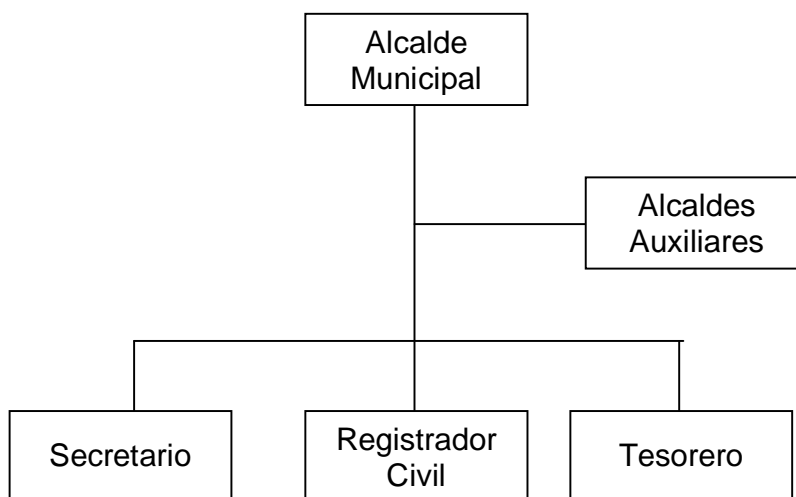 Alcalde
Municipal
Alcaldes
Auxiliares
Secretario
Registrador
Civil
Tesorero